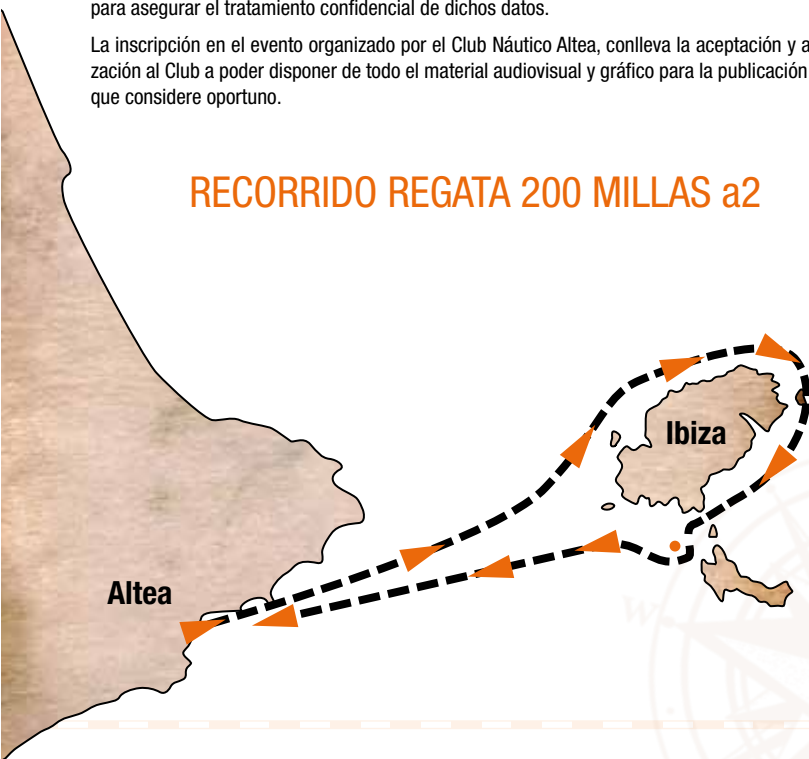 para asegurar el tratamiento confidencial de dichos datos.
La inscripción en el evento organizado por el Club Náutico Altea, conlleva la aceptación y a
zación al Club a poder disponer de todo el material audiovisual y gráfico para la publicación
que considere oportuno.
RECORRIDO REGATA 200 MILLAS a2
Ibiza
Altea
W